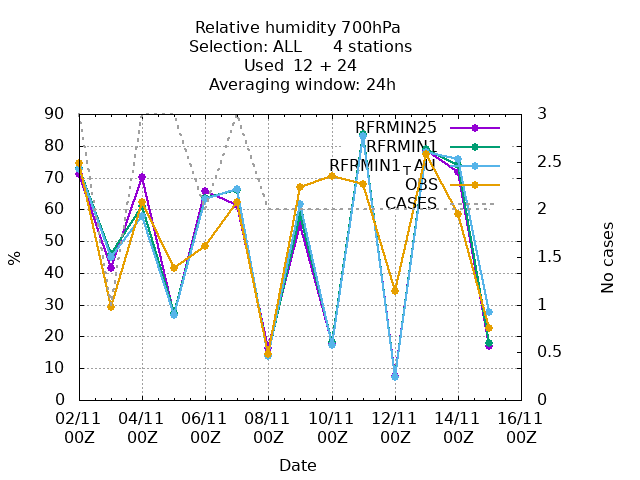 Relative humidity 700hPa
Selection: ALL 4 stations
Used 12 + 24
Averaging window: 24h
RFRMIN25
RFRMIN1
RFRMIN1TAU
OBS
CASES
%
90
80
70
60
50
40
30
20
10
0
3
2.5
2
1.5
1
0.5
0
No cases
02/11 04/11 06/11 08/11 10/11 12/11 14/11 16/11
00Z 00Z 00Z 00Z 00Z 00Z 00Z 00Z
Date